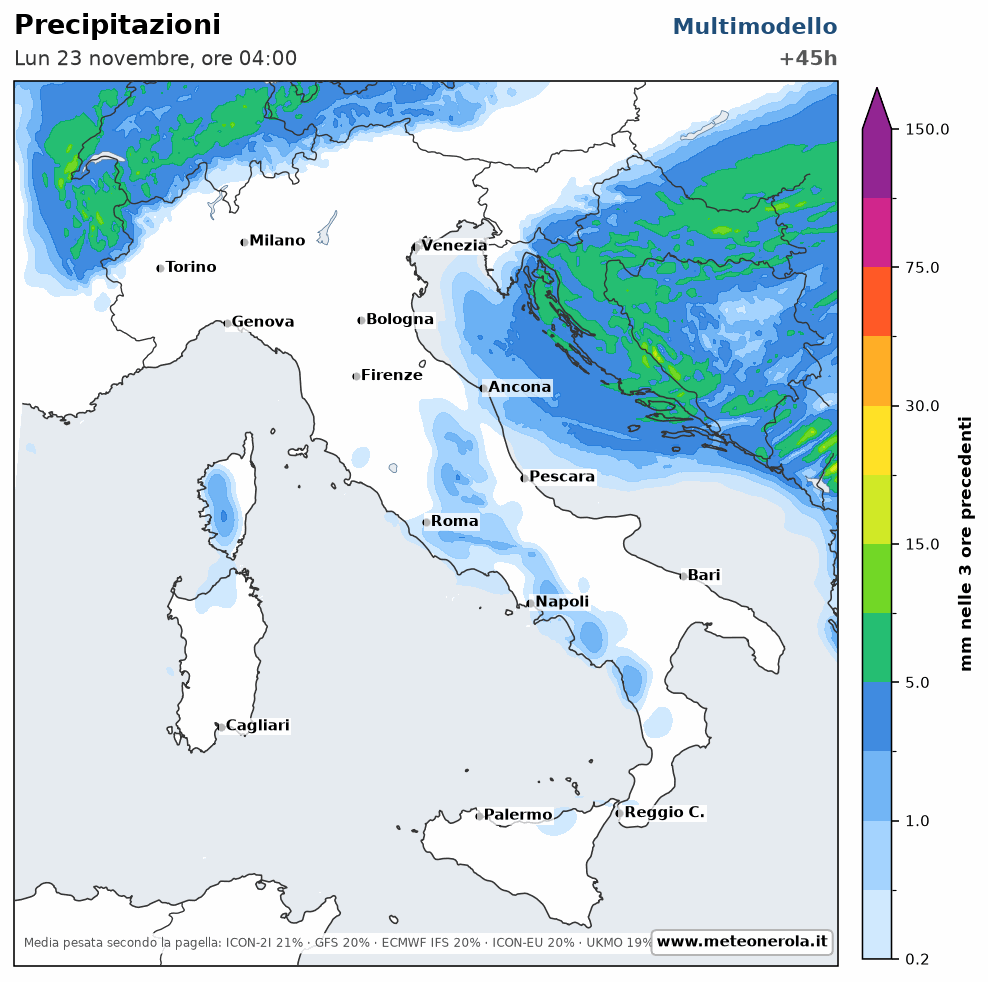 Precipitazioni
Multimodello
Lun 23 novembre, ore 04:00
+45h
150.0
75.0
30.0
15.0
5.0
1.0
0.2
mm nelle 3 ore precedenti
Milano
Venezia
Torino
Genova
Bologna
Firenze
Ancona
Pescara
Roma
Bari
Napoli
Cagliari
Palermo
Reggio C.
Media pesata secondo la pagella: ICON-2I 21% · GFS 20% · ECMWF IFS 20% · ICON-EU 20% · UKMO 19%
www.meteonerola.it